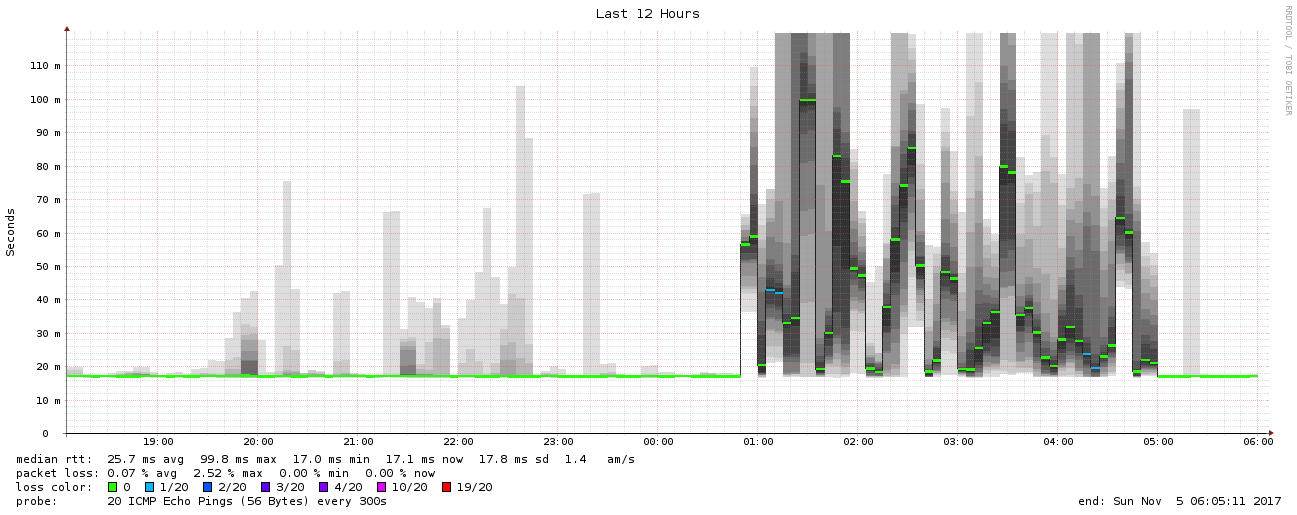 Last 12 Hours
RRDTOOL / TOBI OETIKER
Seconds
110 m
100 m
90 m
80 m
70 m
60 m
50 m
40 m
30 m
20 m
10 m
0
19:00 20:00 21:00 22:00 23:00 00:00 01:00 02:00 03:00 04:00 05:00 06:00
median rtt: 25.7 ms avg 99.8 ms max 17.0 ms min 17.1 ms now 17.8 ms sd 1.4 am/s
packet loss: 0.07 % avg 2.52 % max 0.00 % min 0.00 % now
loss color: 0 1/20 2/20 3/20 4/20 10/20 19/20
probe: 20 ICMP Echo Pings (56 Bytes) every 300s end: Sun Nov 5 06:05:11 2017